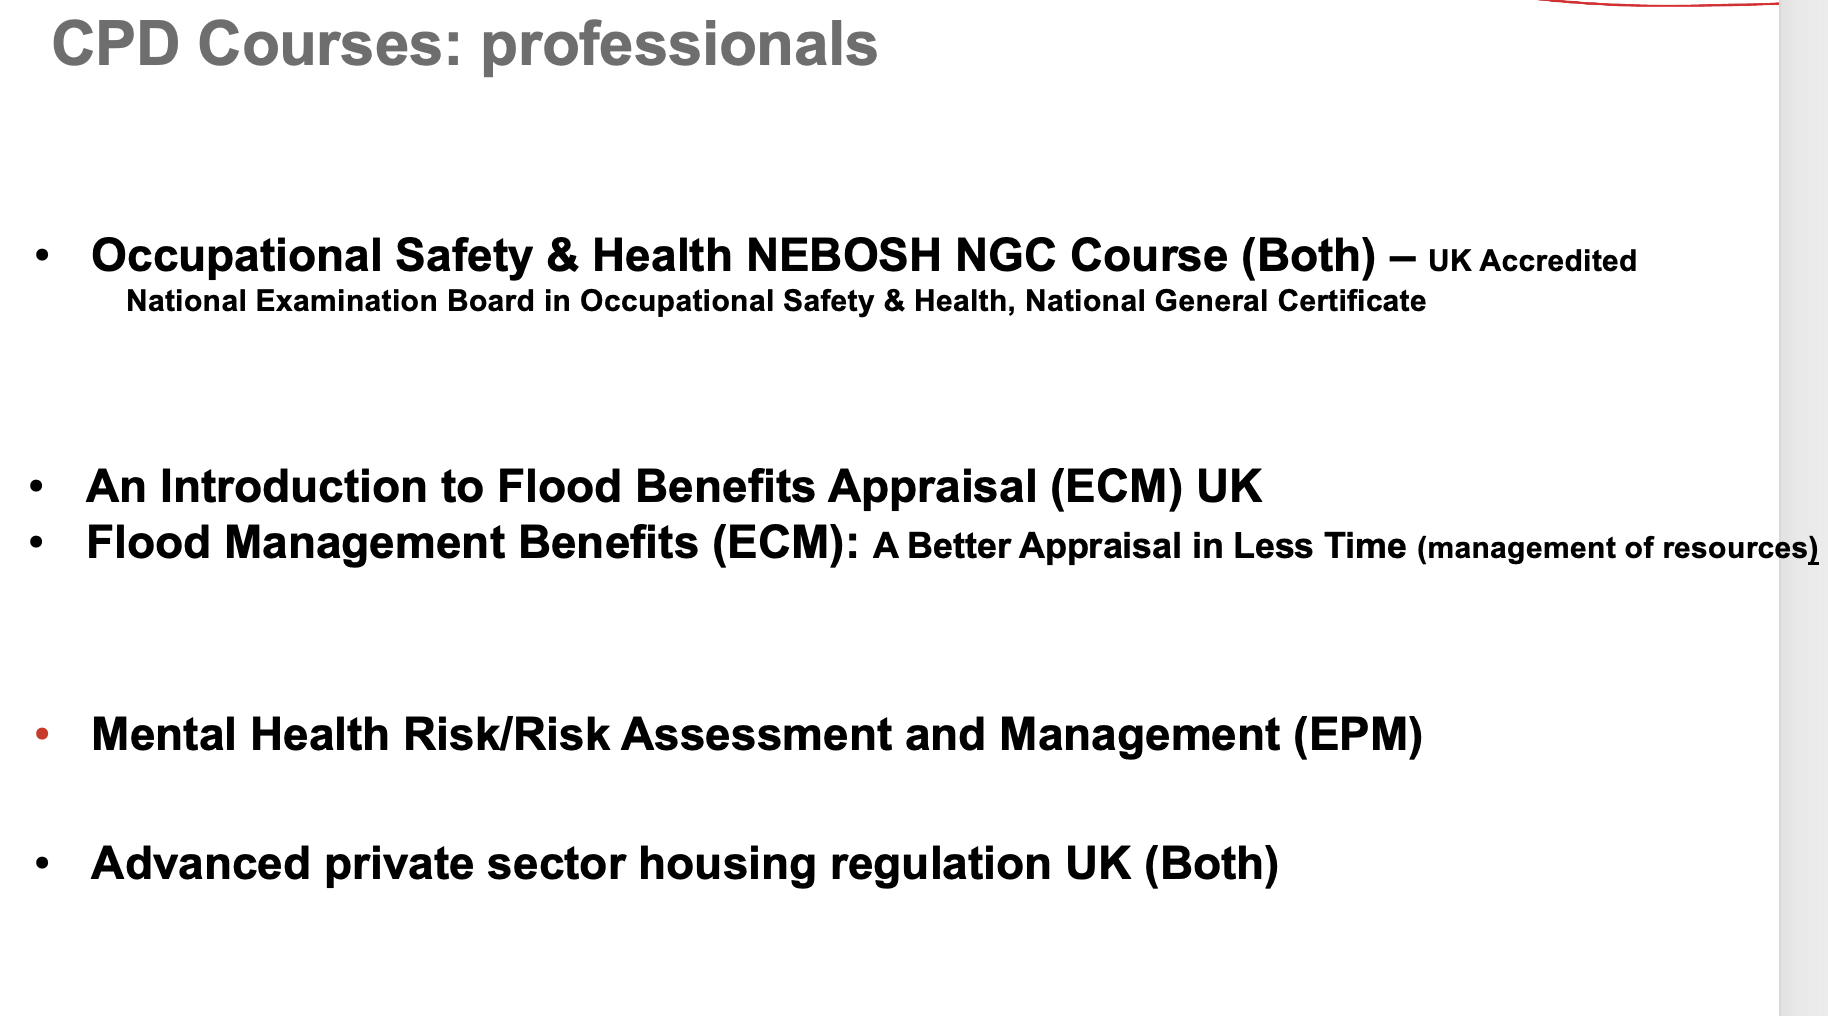 CPD Courses: professionals
• Occupational Safety & Health NEBOSH NGC Course (Both) – UK Accredited
National Examination Board in Occupational Safety & Health, National General Certificate
• An Introduction to Flood Benefits Appraisal (ECM) UK
• Flood Management Benefits (ECM): A Better Appraisal in Less Time (management of resources)
• Mental Health Risk/Risk Assessment and Management (EPM)
• Advanced private sector housing regulation UK (Both)